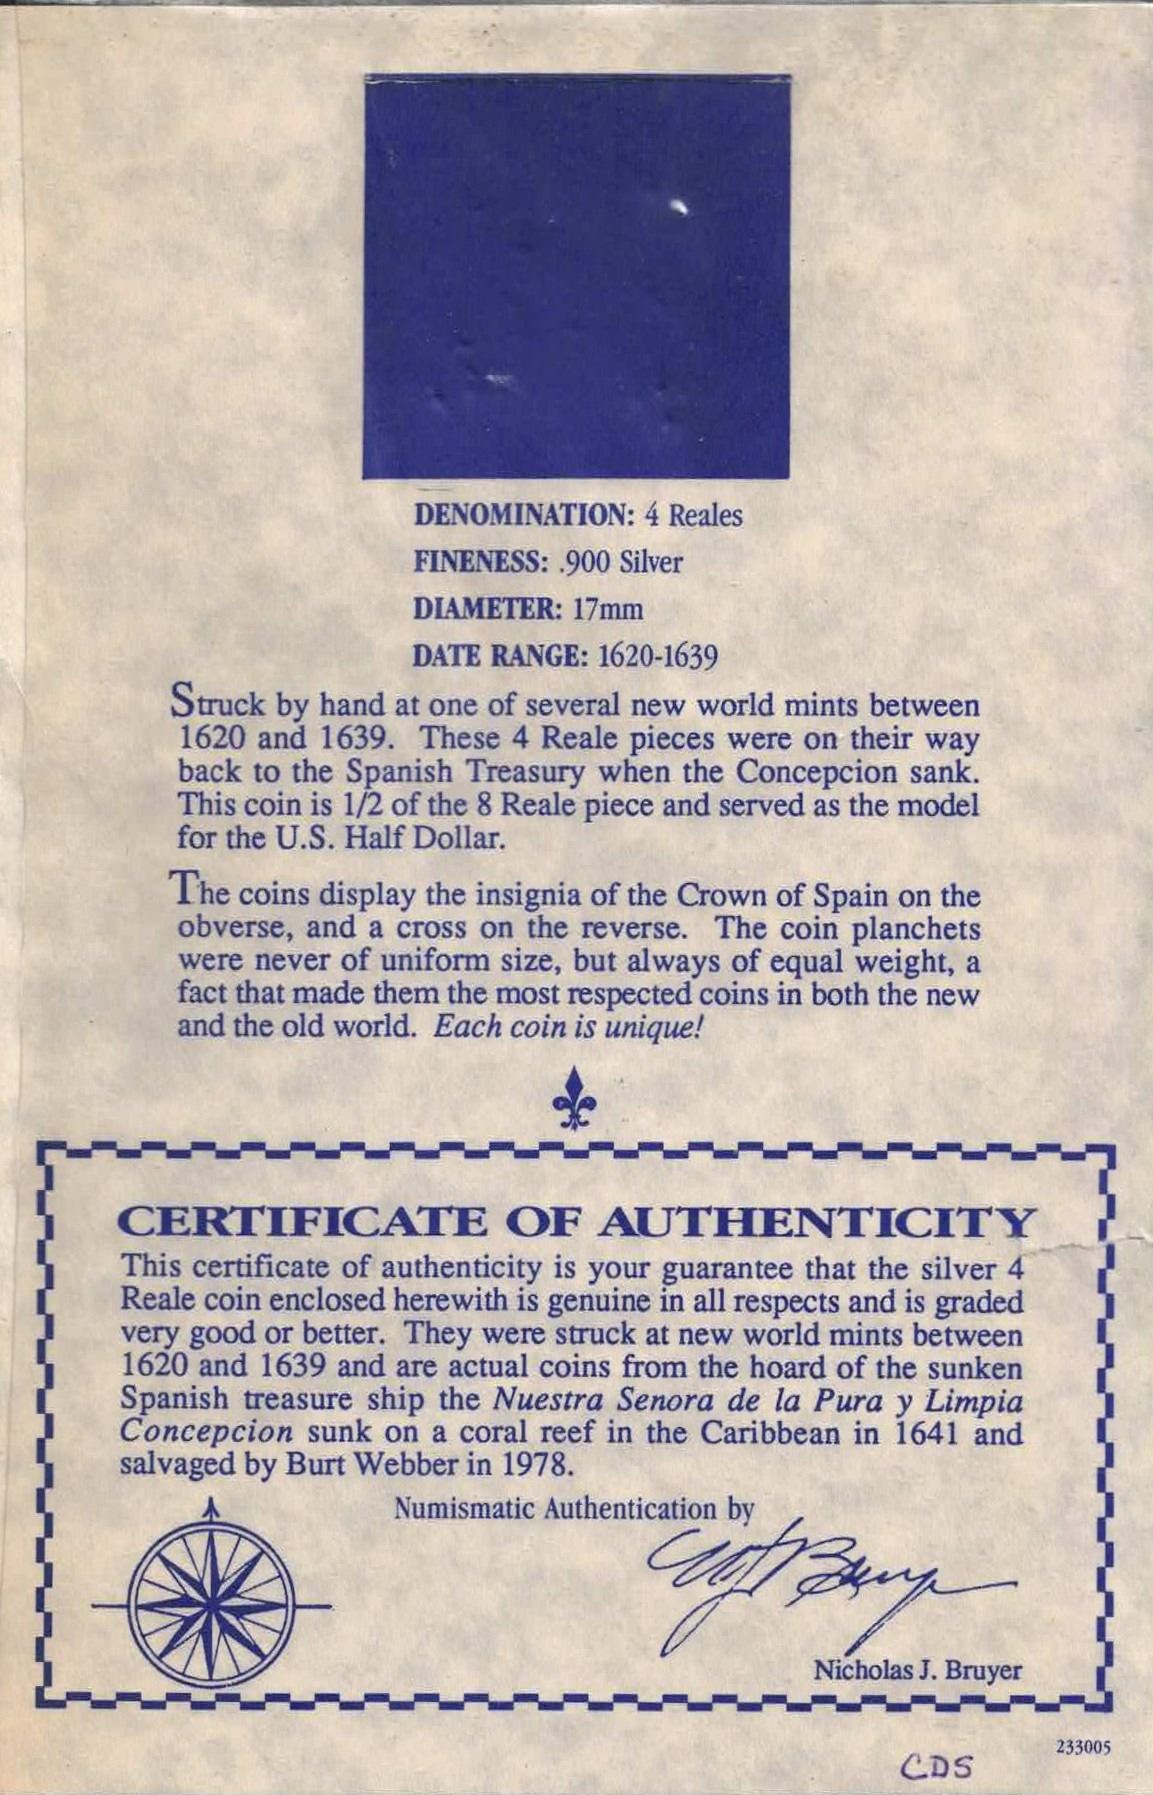 DENOMINATION: 4 Reales
FINENESS: .900 Silver
DIAMETER: 17mm
DATE RANGE: 1620-1639
Struck by hand at one of several new world mints between
1620 and 1639. These 4 Reale pieces were on their way
back to the Spanish Treasury when the Concepcion sank.
This coin is 1/2 of the 8 Reale piece and served as the model
for the U.S. Half Dollar.
The coins display the insignia of the Crown of Spain on the
obverse, and a cross on the reverse. The coin planchets
were never of uniform size, but always of equal weight, a
fact that made them the most respected coins in both the new
and the old world. Each coin is unique!
CERTIFICATE OF AUTHENTICITY
This certificate of authenticity is your guarantee that the silver 4
Reale coin enclosed herewith is genuine in all respects and is graded
very good or better. They were struck at new world mints between
1620 and 1639 and are actual coins from the hoard of the sunken
Spanish treasure ship the Nuestra Senora de la Pura y Limpia
Concepcion sunk on a coral reef in the Caribbean in 1641 and
salvaged by Burt Webber in 1978.
Numismatic Authentication by
Nicholas J. Bruyer
233005
CDS